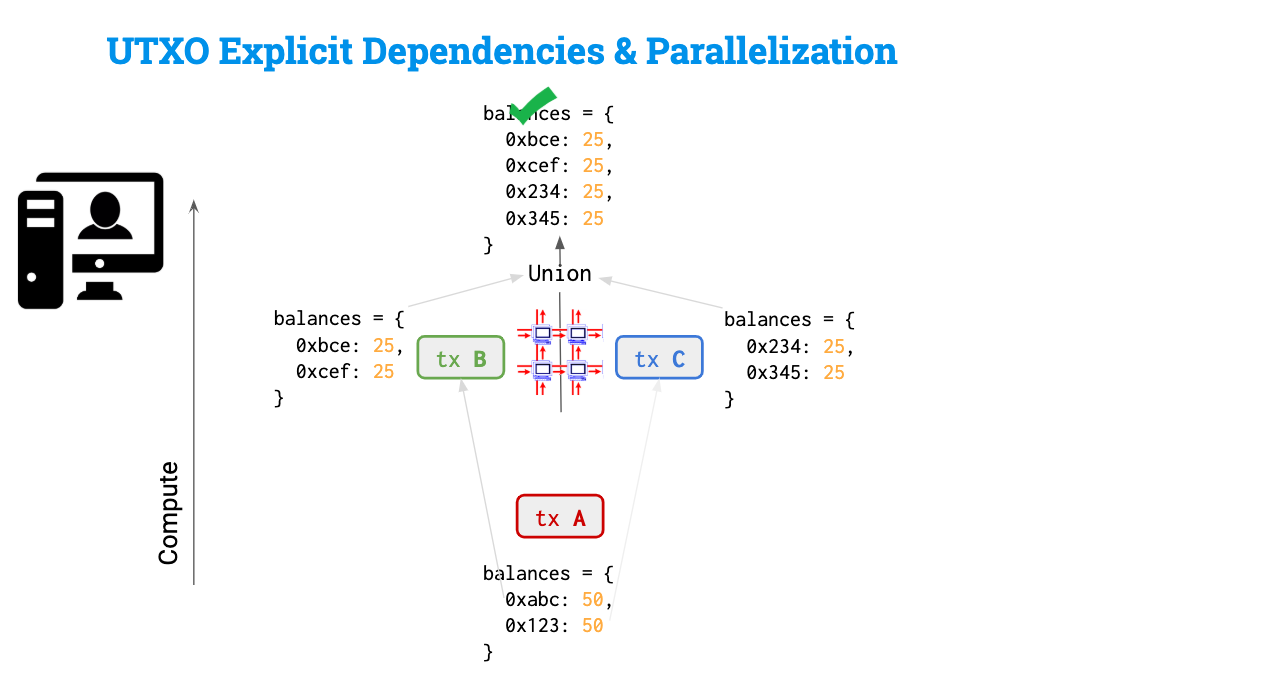 UTXO Explicit Dependencies & Parallelization
balances = {
0xbce: 25,
0xcef: 25,
0x234: 25,
0x345: 25
}
Union
balances = {
0xbce: 25,
0xcef: 25
}
tx B
tx C
balances = {
0x234: 25,
0x345: 25
}
Compute
tx A
balances = {
0xabc: 50,
0x123: 50
}